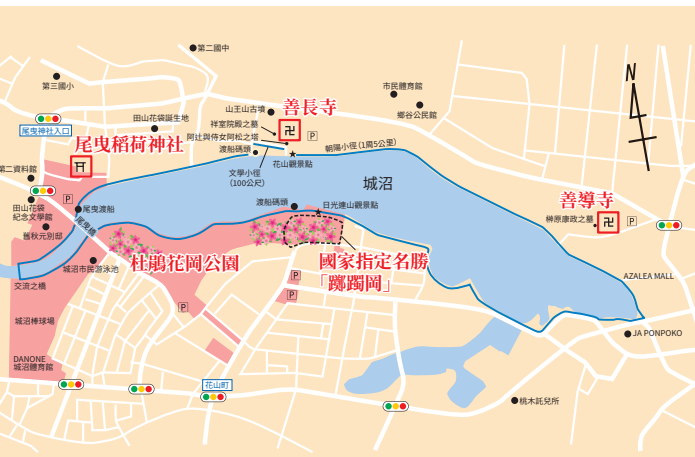 第二國中
第三國小
尾曳神社入口
田山花袋誕生地
尾曳稻荷神社
第二資料館
田山花袋
紀念文學館
舊秋元別邸
尾曳渡船
尾曳橋
交流之橋
城沼市民游泳池
城沼棒球場
DANONE
城沼體育館
杜鵑花岡公園
山王山古墳
善長寺
祥室院殿之墓
阿辻與侍女阿松之塔
渡船碼頭
文學小徑
(100公尺)
花山觀景點
朝陽小徑(1周5公里)
市民體育館
鄉谷公民館
N
城沼
渡船碼頭
日光連山觀景點
國家指定名勝
「躑躅岡」
善導寺
榊原康政之墓
AZALEA MALL
JA PONPOKO
花山町
桃木託兒所
P
P
P
P
P
P